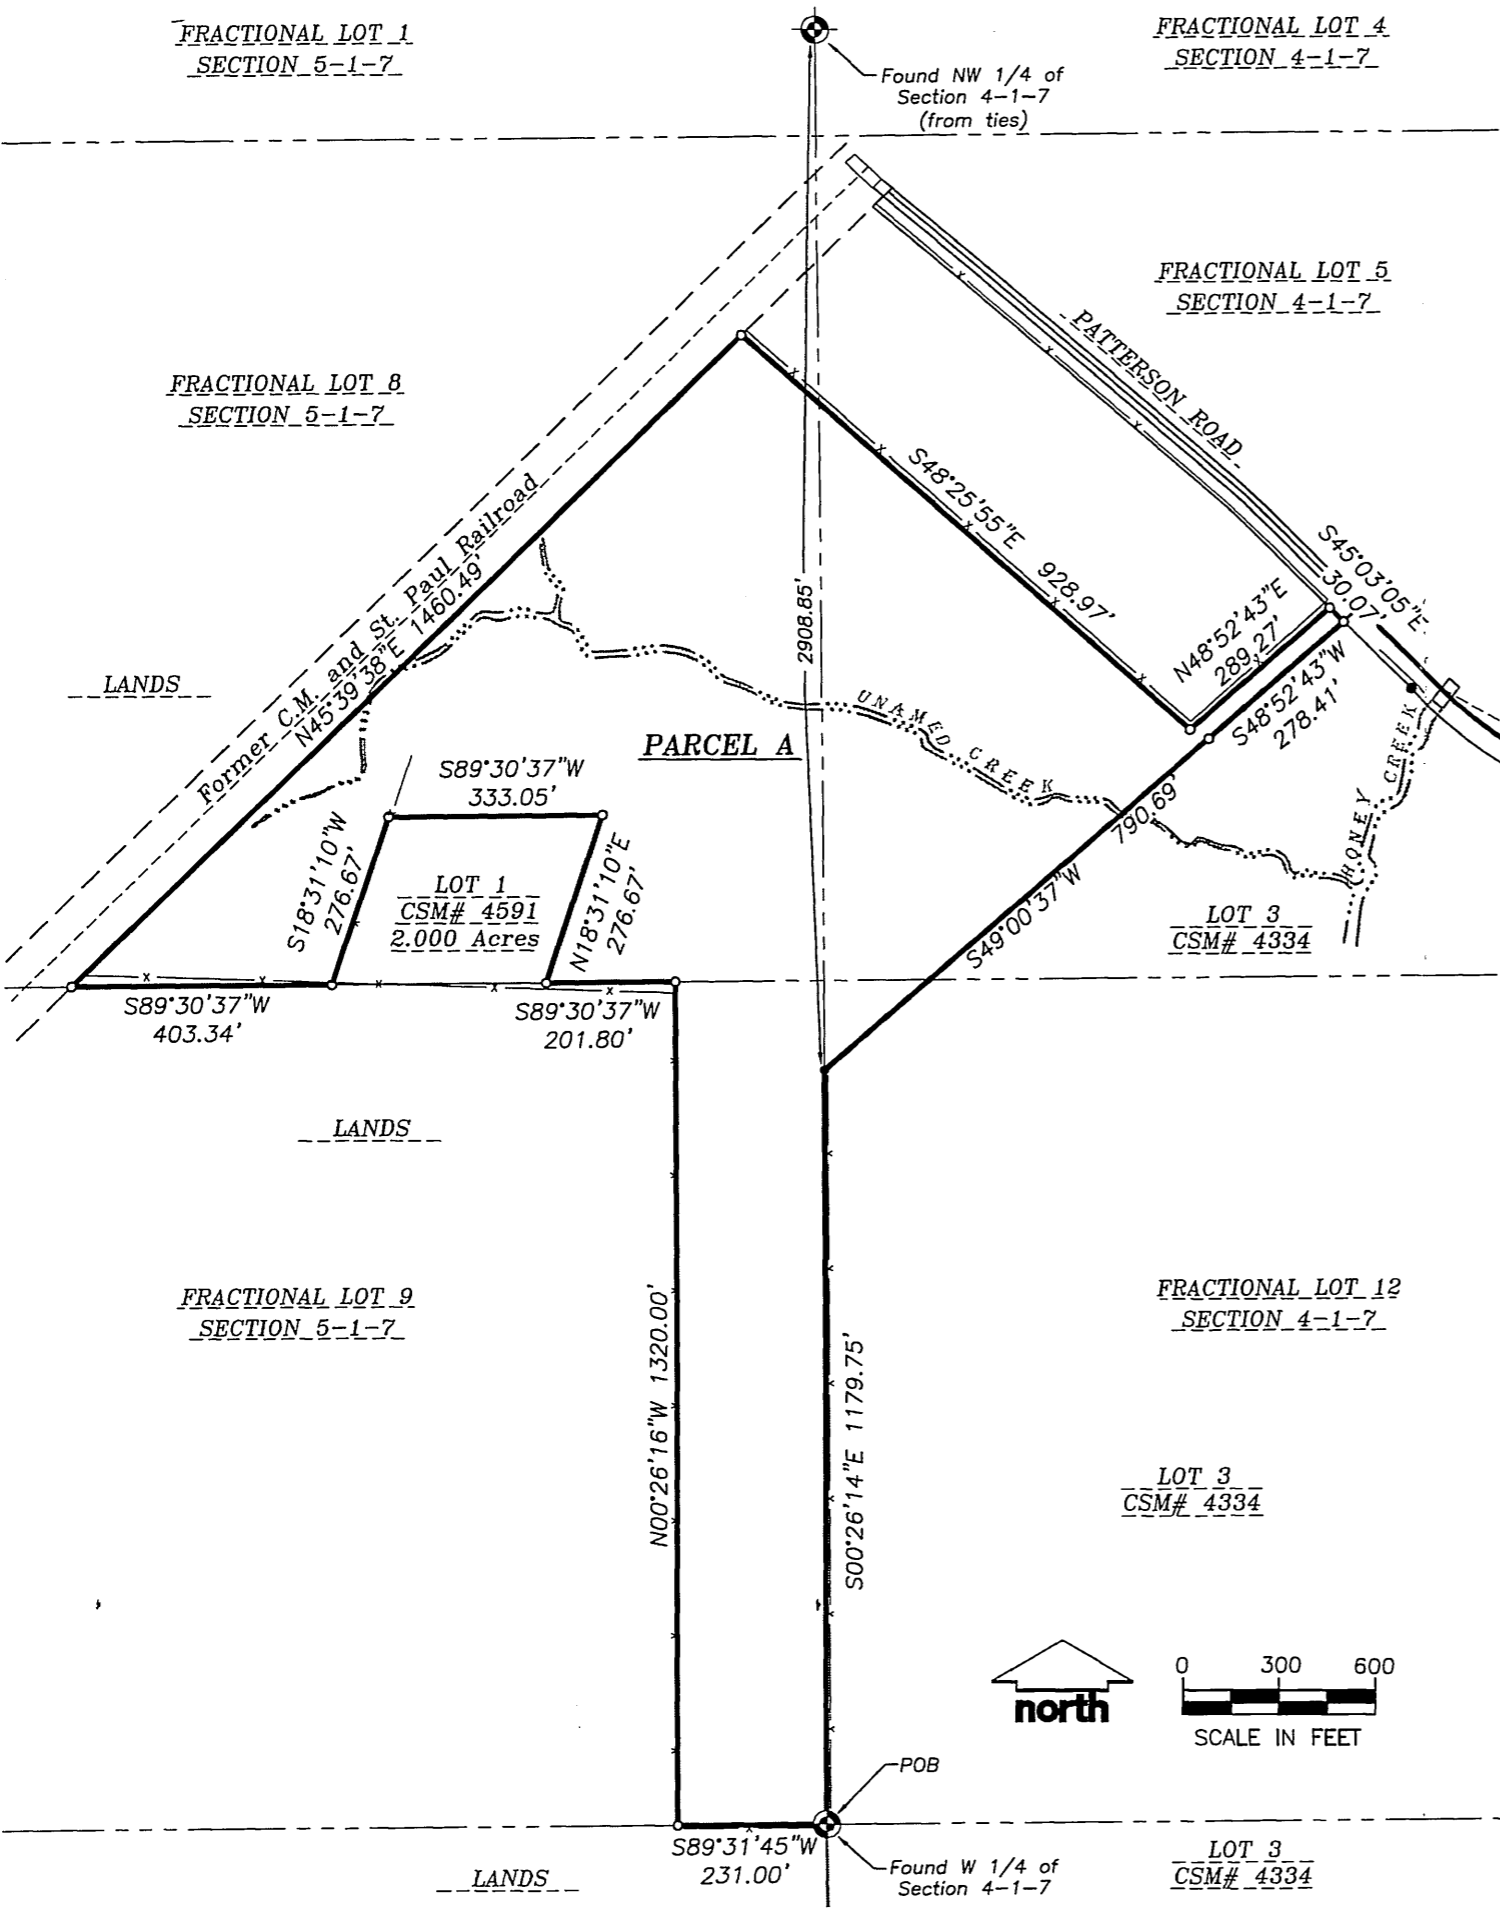 FRACTIONAL LOT 1
SECTION 5-1-7
FRACTIONAL LOT 4
SECTION 4-1-7
Found NW 1/4 of
Section 4-1-7
(from ties)
FRACTIONAL LOT 5
SECTION 4-1-7
PATTERSON ROAD
FRACTIONAL LOT 8
SECTION 5-1-7
Former C.M. and St. Paul Railroad
N45°39'38"E 1460.49'
S48°25'55"E 928.97'
2908.85'
S45°03'05"E
30.07'
N48°52'43"E
289.27'
S48°52'43"W
278.41'
LANDS
UNAMED CREEK
HONEY CREEK
PARCEL A
S89°30'37"W
333.05'
790.69'
S18°31'10"W
276.67'
LOT 1
CSM# 4591
2.000 Acres
N18°31'10"E
276.67'
S49°00'37"W
LOT 3
CSM# 4334
S89°30'37"W
403.34'
S89°30'37"W
201.80'
LANDS
FRACTIONAL LOT 9
SECTION 5-1-7
FRACTIONAL LOT 12
SECTION 4-1-7
N00°26'16"W 1320.00'
S00°26'14"E 1179.75'
LOT 3
CSM# 4334
north
0 300 600
SCALE IN FEET
POB
S89°31'45"W
231.00'
Found W 1/4 of
Section 4-1-7
LOT 3
CSM# 4334
LANDS